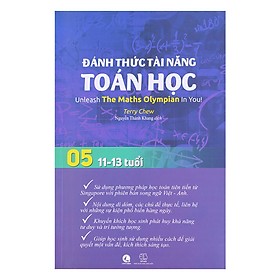 ĐÁNH THỨC TÀI NĂNG
TOÁN HỌC
Unleash The Maths Olympian in You!
Terry Chew
Nguyễn Thành Khang dịch
05 11-13 tuổi
Sử dụng phương pháp học toán tiên tiến từ
Singapore với phiên bản song ngữ Việt - Anh.
Nội dung dí dỏm, các chủ đề thực tế, liên hệ
với những sự kiện phổ biến hàng ngày.
Khuyến khích học sinh phát huy khả năng
tư duy và trí tưởng tượng.
Giúp học sinh sử dụng nhiều cách để giải
quyết một vấn đề, kích thích sáng tạo.